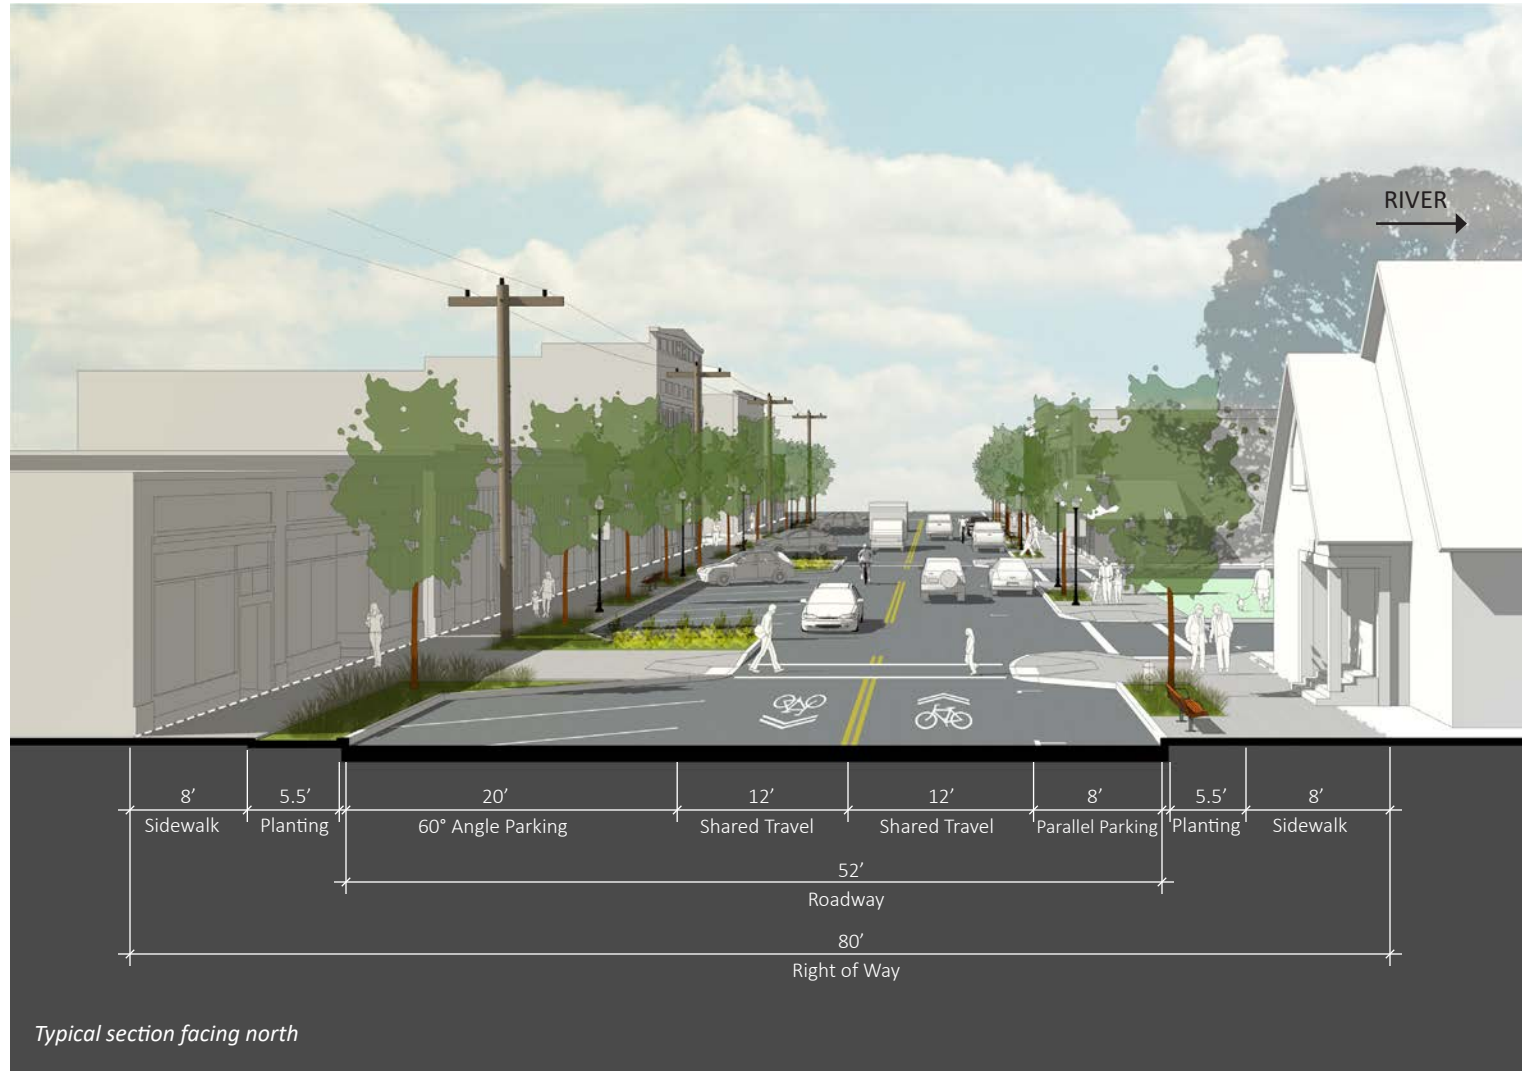 RIVER
8’ 5.5’ 20’ 12’ 12’ 8’ 5.5’ 8’
Sidewalk Planting 60° Angle Parking Shared Travel Shared Travel Parallel Parking Planting Sidewalk
52’
Roadway
80’
Right of Way
Typical section facing north